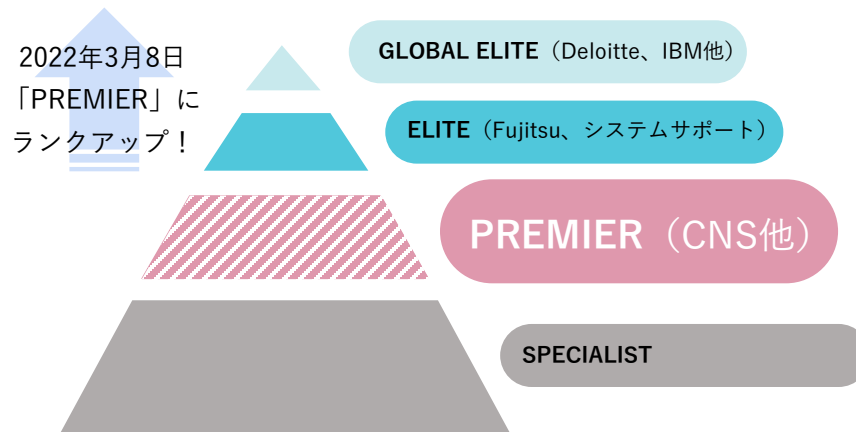 2022年3月8日
「PREMIER」に
ランクアップ！
GLOBAL ELITE（Deloitte、IBM他）
ELITE（Fujitsu、システムサポート）
PREMIER（CNS他）
SPECIALIST